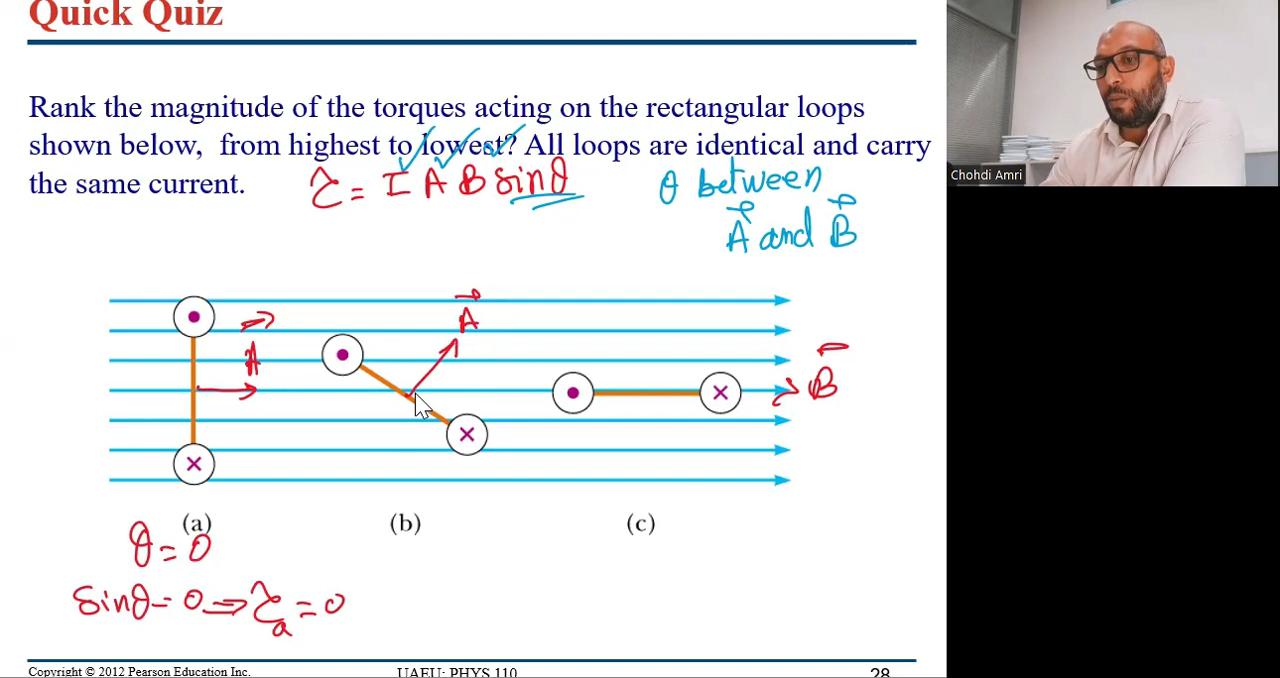 Quick Quiz
Rank the magnitude of the torques acting on the rectangular loops
shown below, from highest to lowest? All loops are identical and carry
the same current.
τ = I A B sinθ
θ between
A⃗ and B⃗
Chohdi Amri
A⃗
A⃗
B⃗
(a)
(b)
(c)
θ = 0
sinθ = 0 ⇒ τa = 0
Copyright © 2012 Pearson Education Inc.
UAEU: PHYS 110
28